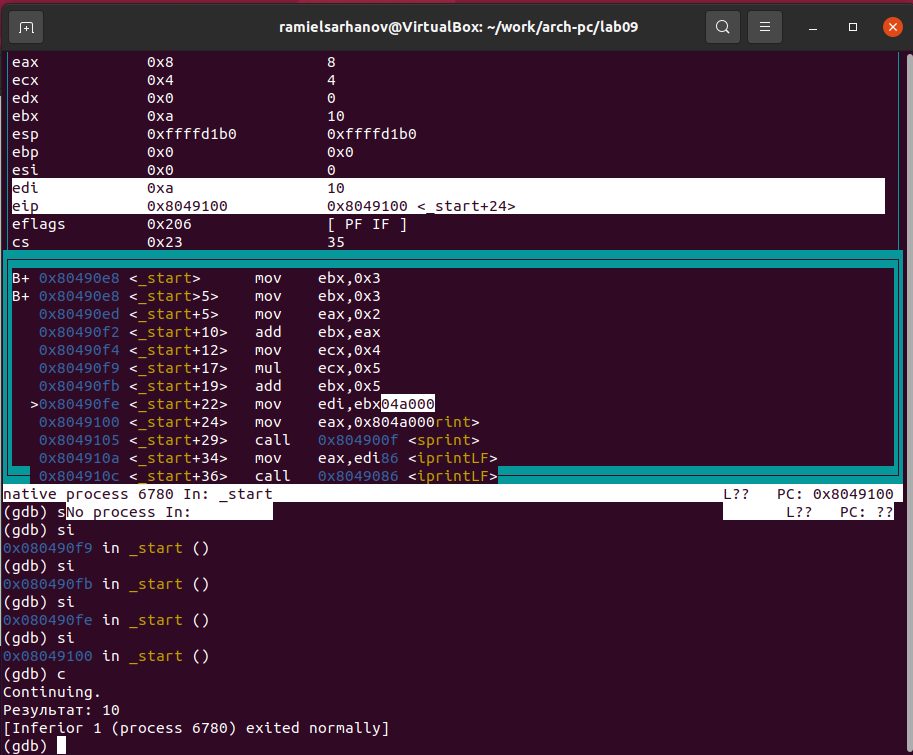 ramielsarhanov@VirtualBox: ~/work/arch-pc/lab09
eax 0x8 8
ecx 0x4 4
edx 0x0 0
ebx 0xa 10
esp 0xffffd1b0 0xffffd1b0
ebp 0x0 0x0
esi 0x0 0
edi 0xa 10
eip 0x8049100 0x8049100 <_start+24>
eflags 0x206 [ PF IF ]
cs 0x23 35
B+ 0x80490e8 <_start> mov ebx,0x3
B+ 0x80490e8 <_start>5> mov ebx,0x3
0x80490ed <_start+5> mov eax,0x2
0x80490f2 <_start+10> add ebx,eax
0x80490f4 <_start+12> mov ecx,0x4
0x80490f9 <_start+17> mul ecx,0x5
0x80490fb <_start+19> add ebx,0x5
>0x80490fe <_start+22> mov edi,ebx04a000
0x8049100 <_start+24> mov eax,0x804a000rint>
0x8049105 <_start+29> call 0x804900f <sprint>
0x804910a <_start+34> mov eax,edi86 <iprintLF>
0x804910c <_start+36> call 0x8049086 <iprintLF>
native process 6780 In: _start L?? PC: 0x8049100
(gdb) sNo process In: L?? PC: ??
(gdb) si
0x080490f9 in _start ()
(gdb) si
0x080490fb in _start ()
(gdb) si
0x080490fe in _start ()
(gdb) si
0x08049100 in _start ()
(gdb) c
Continuing.
Результат: 10
[Inferior 1 (process 6780) exited normally]
(gdb)